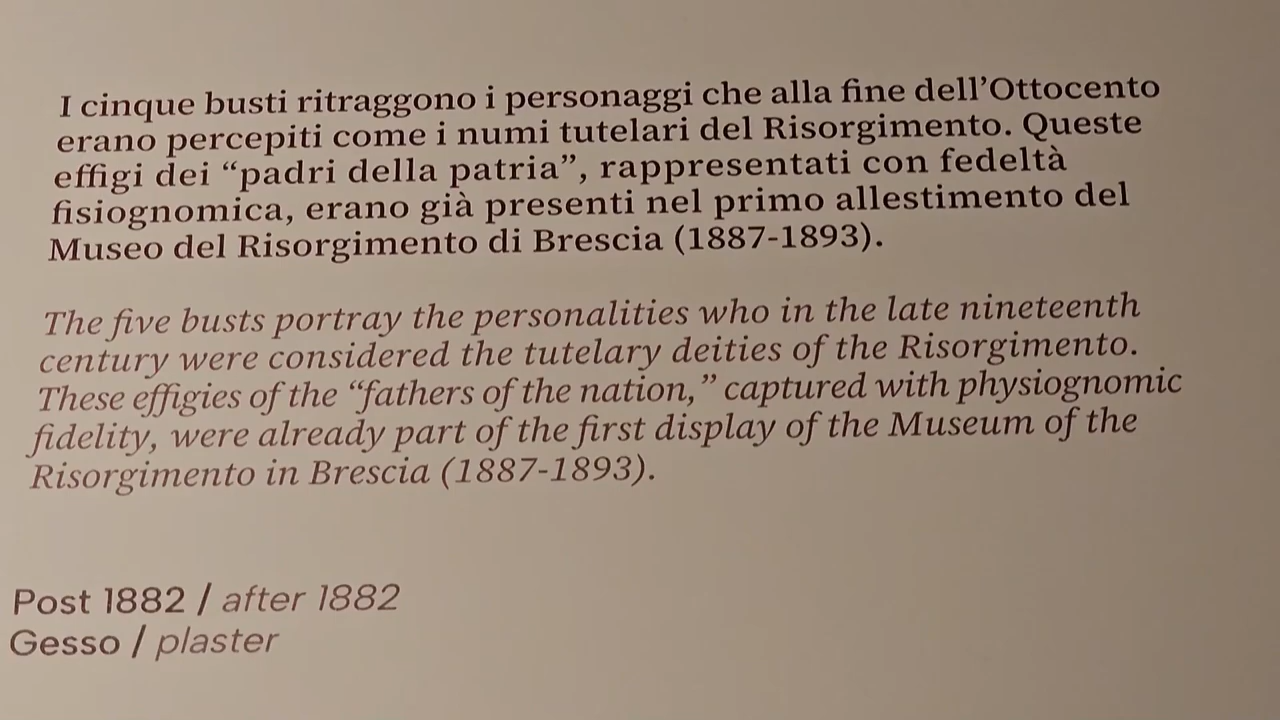 I cinque busti ritraggono i personaggi che alla fine dell’Ottocento
erano percepiti come i numi tutelari del Risorgimento. Queste
effigi dei “padri della patria”, rappresentati con fedeltà
fisiognomica, erano già presenti nel primo allestimento del
Museo del Risorgimento di Brescia (1887-1893).
The five busts portray the personalities who in the late nineteenth
century were considered the tutelary deities of the Risorgimento.
These effigies of the “fathers of the nation,” captured with physiognomic
fidelity, were already part of the first display of the Museum of the
Risorgimento in Brescia (1887-1893).
Post 1882 / after 1882
Gesso / plaster